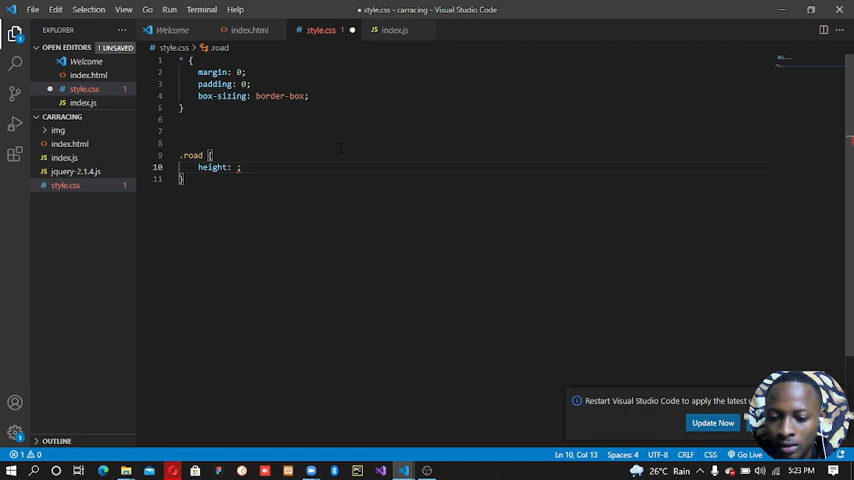 File Edit Selection View Go Run Terminal Help
● style.css - carracing - Visual Studio Code
EXPLORER
Welcome
index.html
style.css
index.js
style.css > .road
OPEN EDITORS 1 UNSAVED
Welcome
index.html
style.css 1
index.js
CARRACING
img
index.html
index.js
jquery-2.1.4.js
style.css 1
OUTLINE
1 * {
2 margin: 0;
3 padding: 0;
4 box-sizing: border-box;
5 }
6
7
8
9 .road {
10 height: ;
11 }
Restart Visual Studio Code to apply the latest
Update Now
1 0
Ln 10, Col 13 Spaces: 4 UTF-8 CRLF CSS Go Live
26°C Rain 5:23 PM